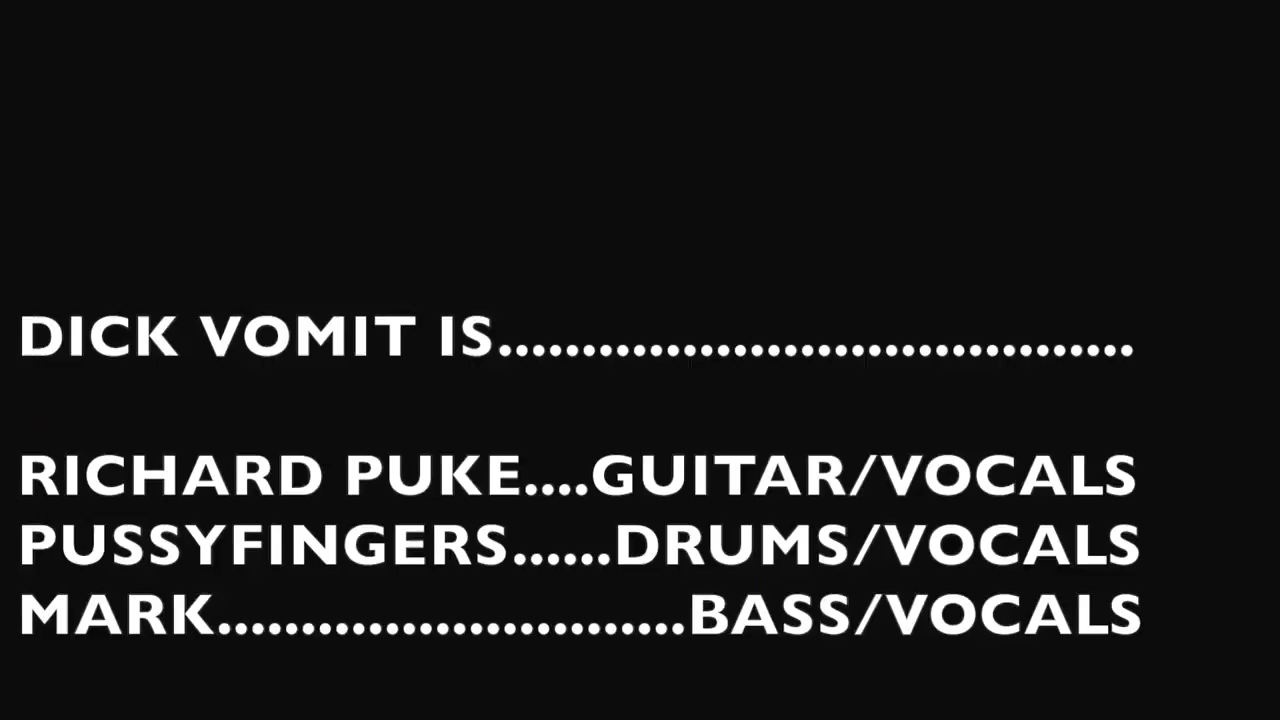 DICK VOMIT IS......................................
RICHARD PUKE....GUITAR/VOCALS
PUSSYFINGERS......DRUMS/VOCALS
MARK............................BASS/VOCALS